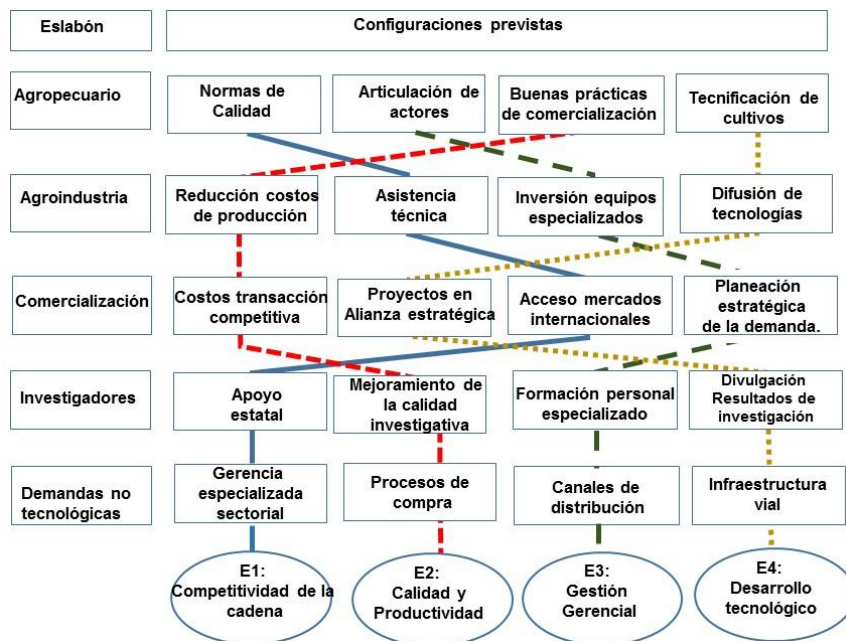 Eslabón
Configuraciones previstas
Agropecuario
Normas de
Calidad
Articulación de
actores
Buenas prácticas
de comercialización
Tecnificación de
cultivos
Agroindustria
Reducción costos
de producción
Asistencia
técnica
Inversión equipos
especializados
Difusión de
tecnologías
Comercialización
Costos transacción
competitiva
Proyectos en
Alianza estratégica
Acceso mercados
internacionales
Planeación
estratégica
de la demanda.
Investigadores
Apoyo
estatal
Mejoramiento de
la calidad
investigativa
Formación personal
especializado
Divulgación
Resultados de
investigación
Demandas no
tecnológicas
Gerencia
especializada
sectorial
Procesos de
compra
Canales de
distribución
Infraestructura
vial
E1:
Competitividad de la
cadena
E2:
Calidad y
Productividad
E3:
Gestión
Gerencial
E4:
Desarrollo
tecnológico